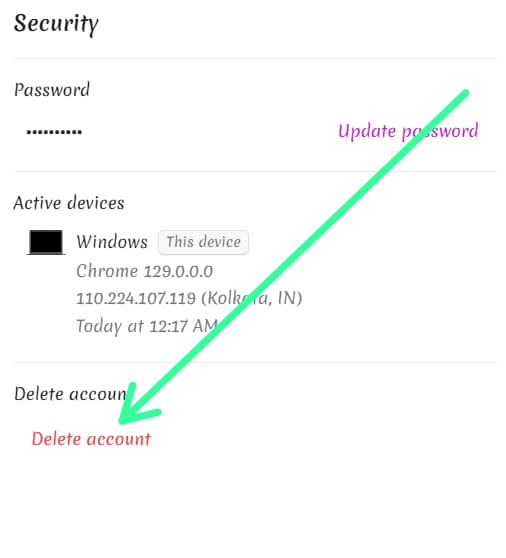 Security
Password
••••••••••
Update password
Active devices
Windows This device
Chrome 129.0.0.0
110.224.107.119 (Kolkata, IN)
Today at 12:17 AM
Delete account
Delete account